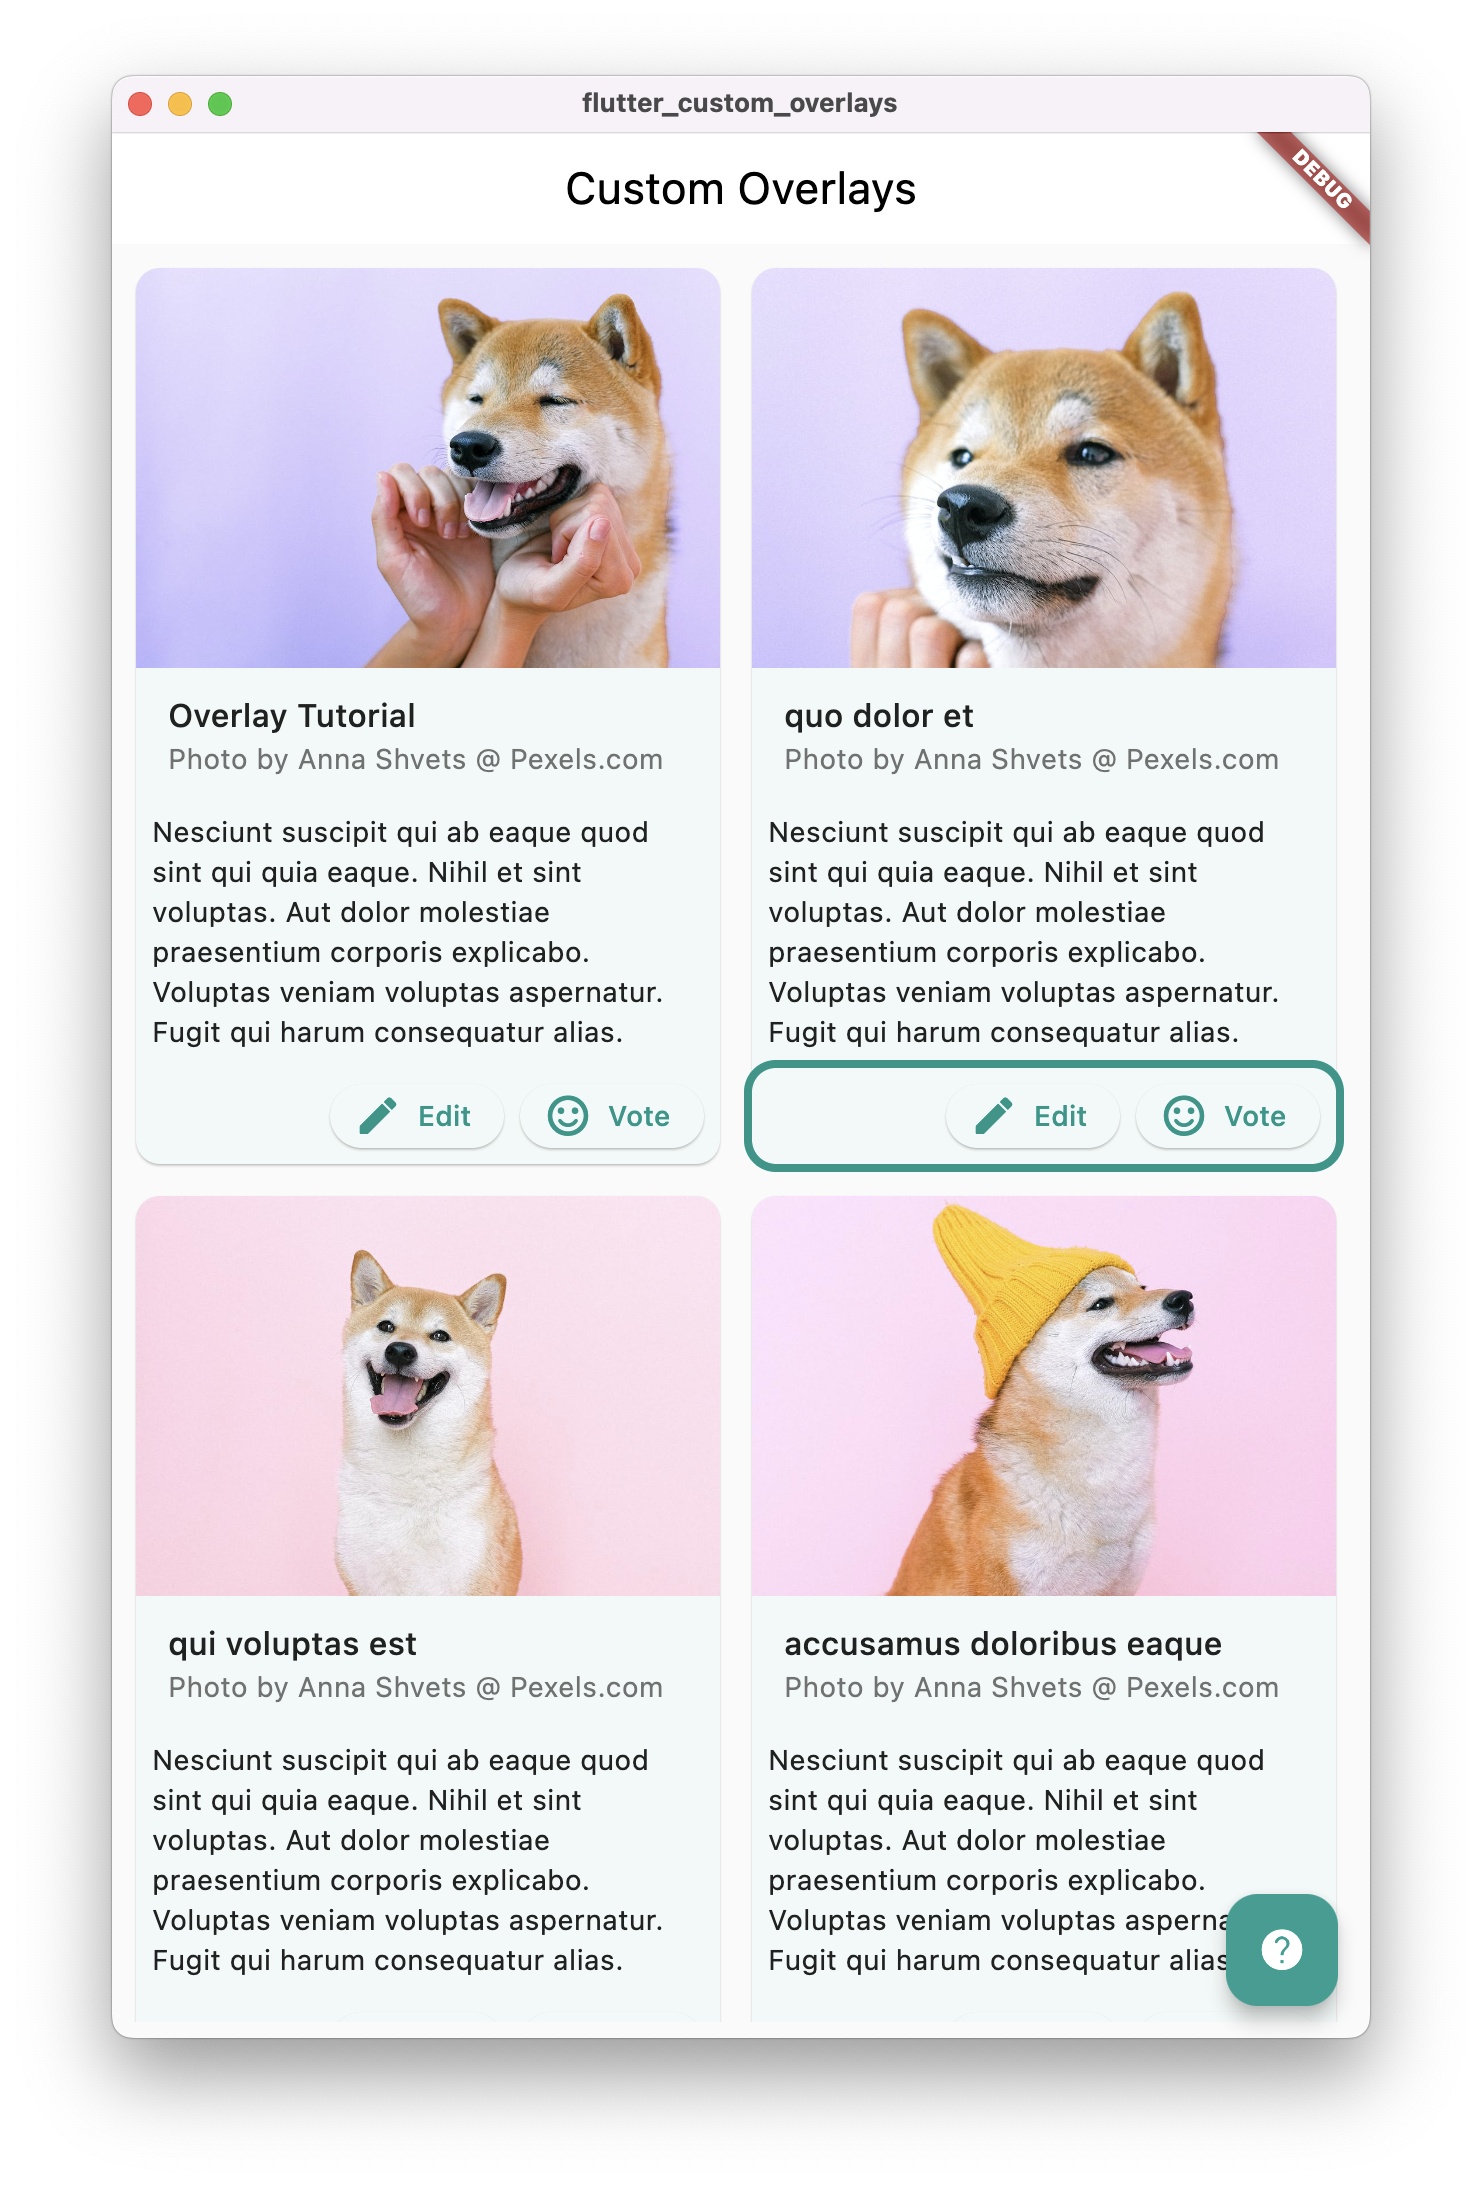 flutter_custom_overlays
Custom Overlays
DEBUG
Overlay Tutorial
Photo by Anna Shvets @ Pexels.com
Nesciunt suscipit qui ab eaque quod
sint qui quia eaque. Nihil et sint
voluptas. Aut dolor molestiae
praesentium corporis explicabo.
Voluptas veniam voluptas aspernatur.
Fugit qui harum consequatur alias.
Edit
Vote
quo dolor et
Photo by Anna Shvets @ Pexels.com
Nesciunt suscipit qui ab eaque quod
sint qui quia eaque. Nihil et sint
voluptas. Aut dolor molestiae
praesentium corporis explicabo.
Voluptas veniam voluptas aspernatur.
Fugit qui harum consequatur alias.
Edit
Vote
qui voluptas est
Photo by Anna Shvets @ Pexels.com
Nesciunt suscipit qui ab eaque quod
sint qui quia eaque. Nihil et sint
voluptas. Aut dolor molestiae
praesentium corporis explicabo.
Voluptas veniam voluptas aspernatur.
Fugit qui harum consequatur alias.
accusamus doloribus eaque
Photo by Anna Shvets @ Pexels.com
Nesciunt suscipit qui ab eaque quod
sint qui quia eaque. Nihil et sint
voluptas. Aut dolor molestiae
praesentium corporis explicabo.
Voluptas veniam voluptas asperna
Fugit qui harum consequatur alias
?